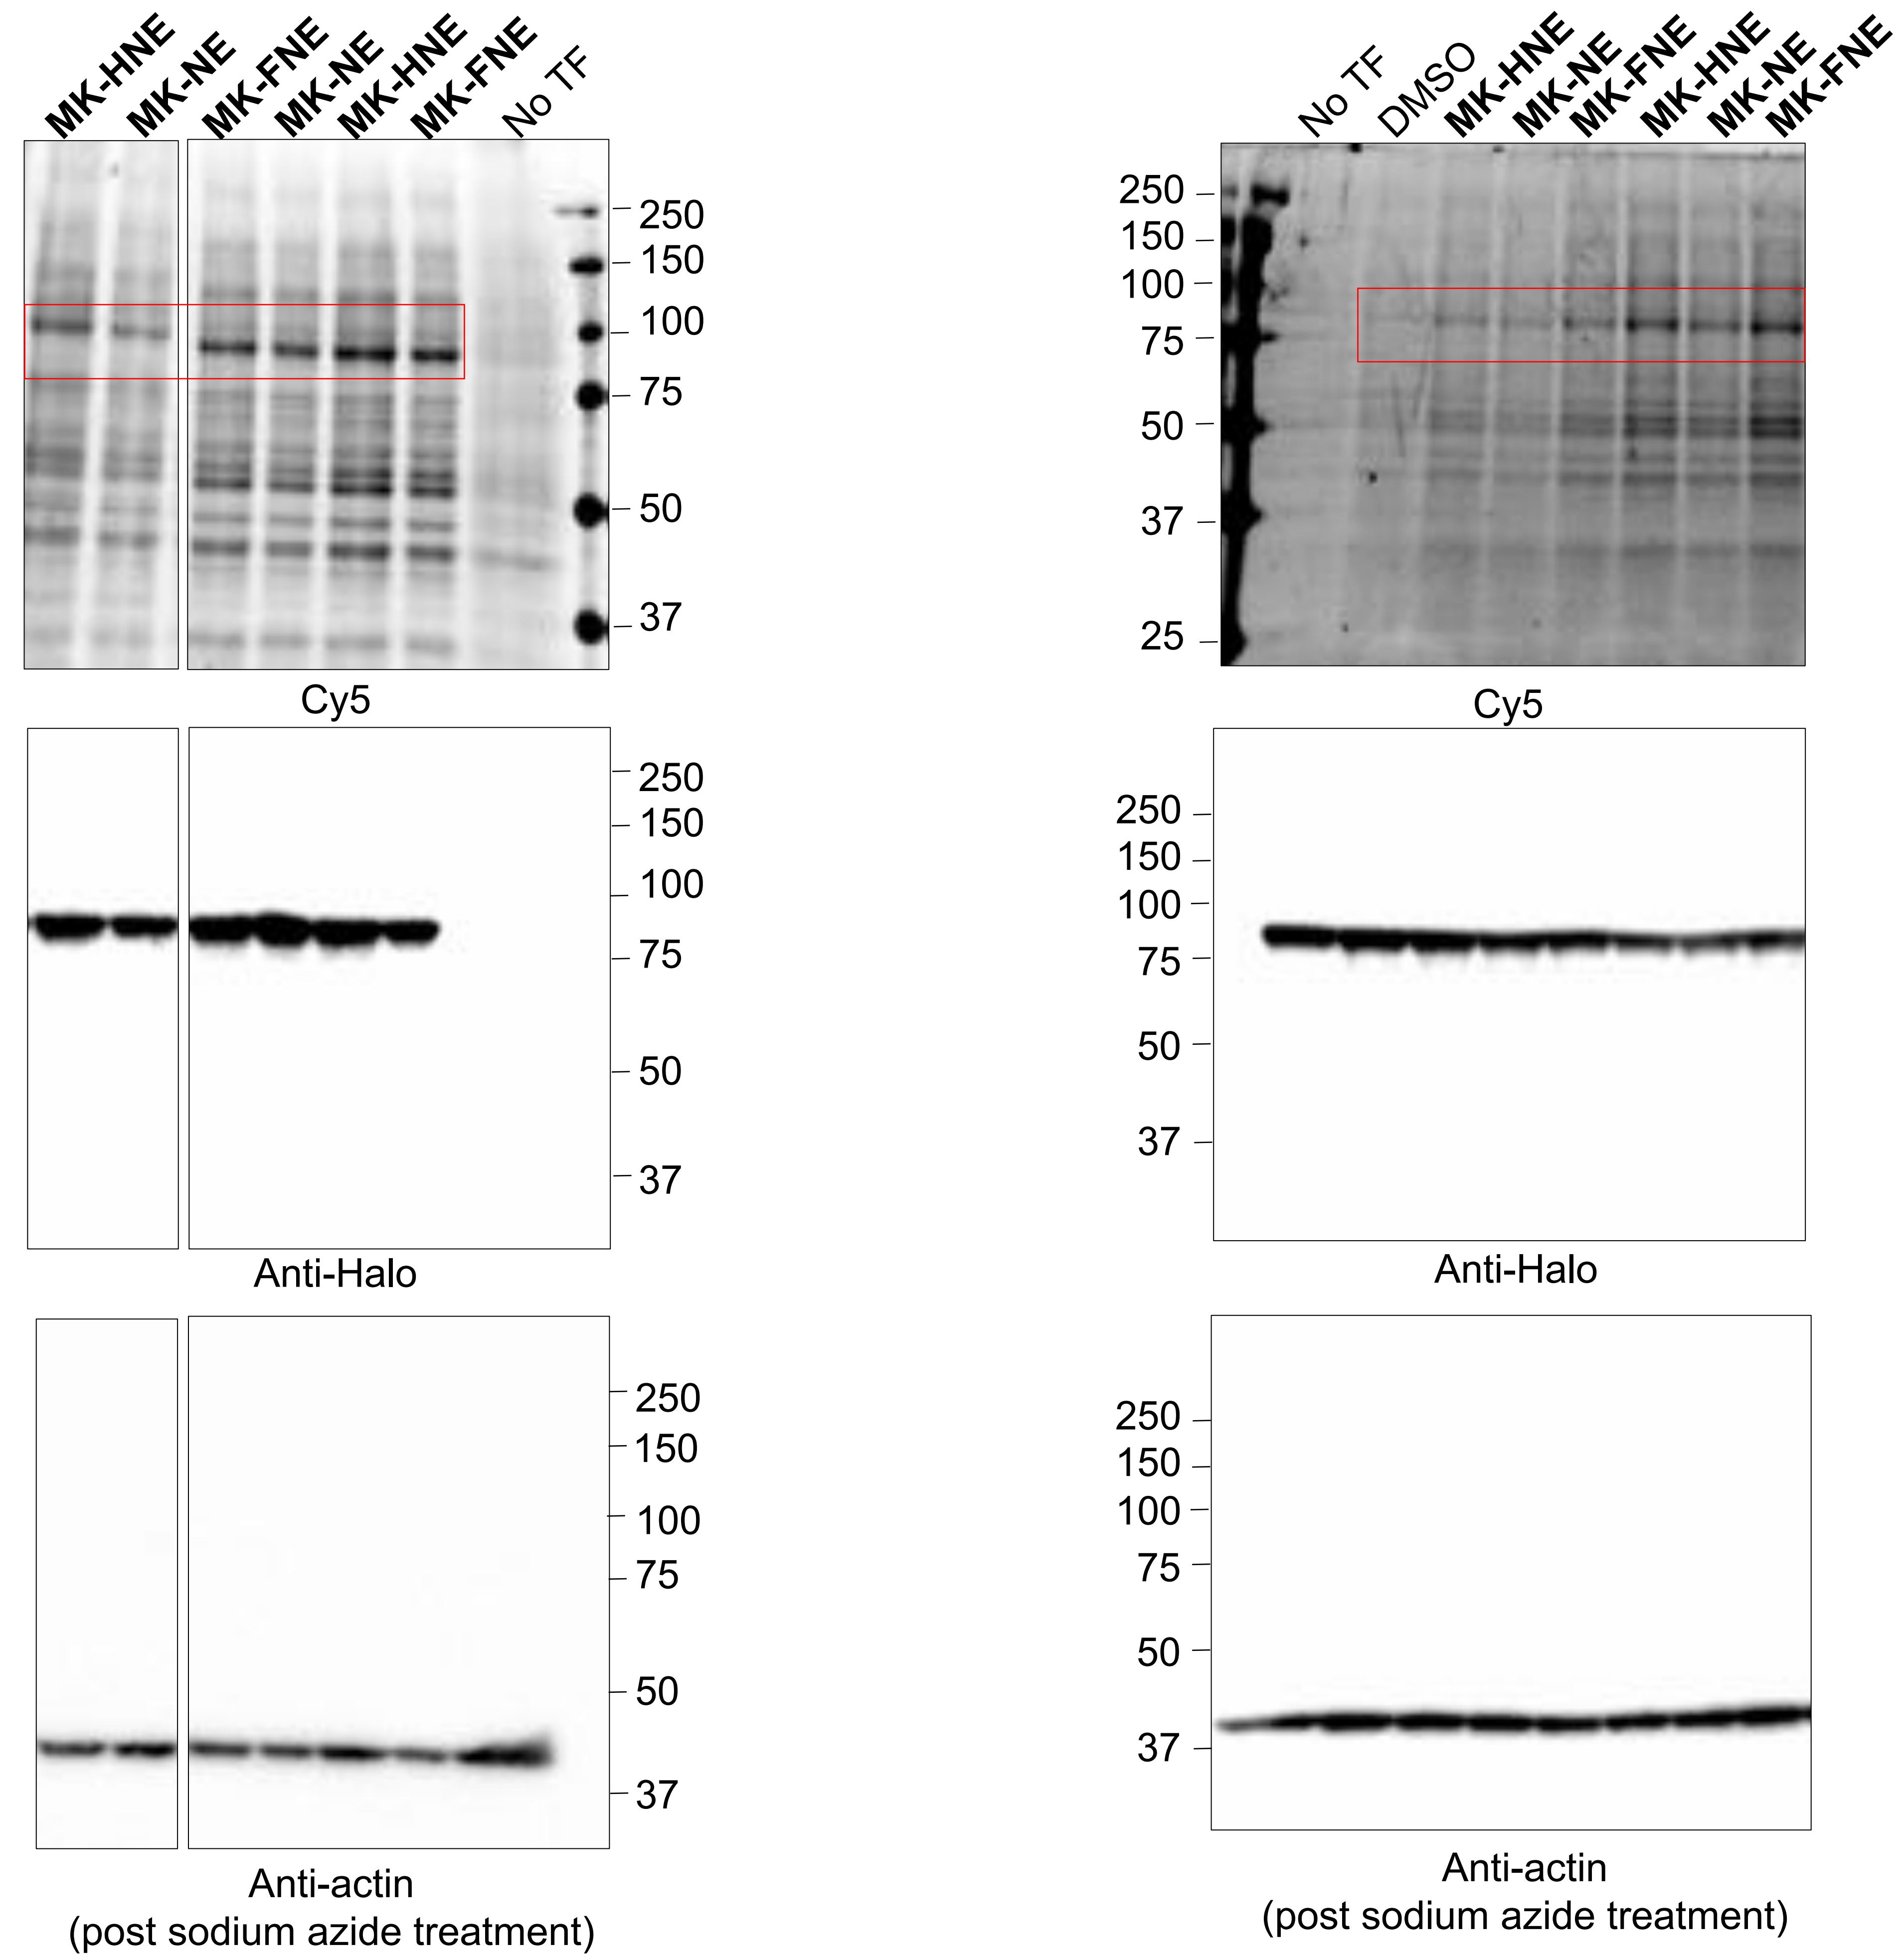 MK-HNE
MK-NE
MK-FNE
MK-NE
MK-HNE
MK-FNE
No TF
250
150
100
75
50
37
Cy5
250
150
100
75
50
37
Anti-Halo
250
150
100
75
50
37
Anti-actin
(post sodium azide treatment)
No TF
DMSO
MK-HNE
MK-NE
MK-FNE
MK-HNE
MK-NE
MK-FNE
250
150
100
75
50
37
25
Cy5
250
150
100
75
50
37
Anti-Halo
250
150
100
75
50
37
Anti-actin
(post sodium azide treatment)